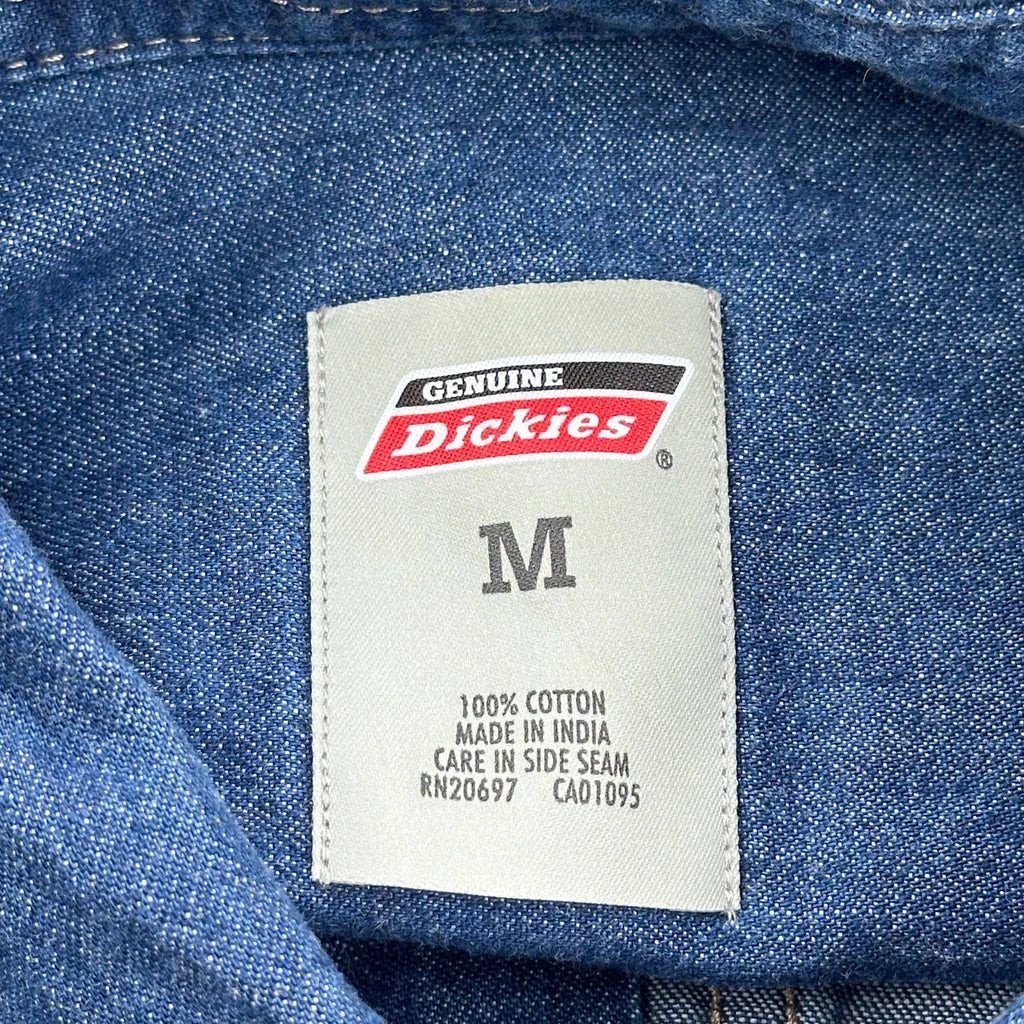 GENUINE
Dickies
®
M
100% COTTON
MADE IN INDIA
CARE IN SIDE SEAM
RN20697 CA01095